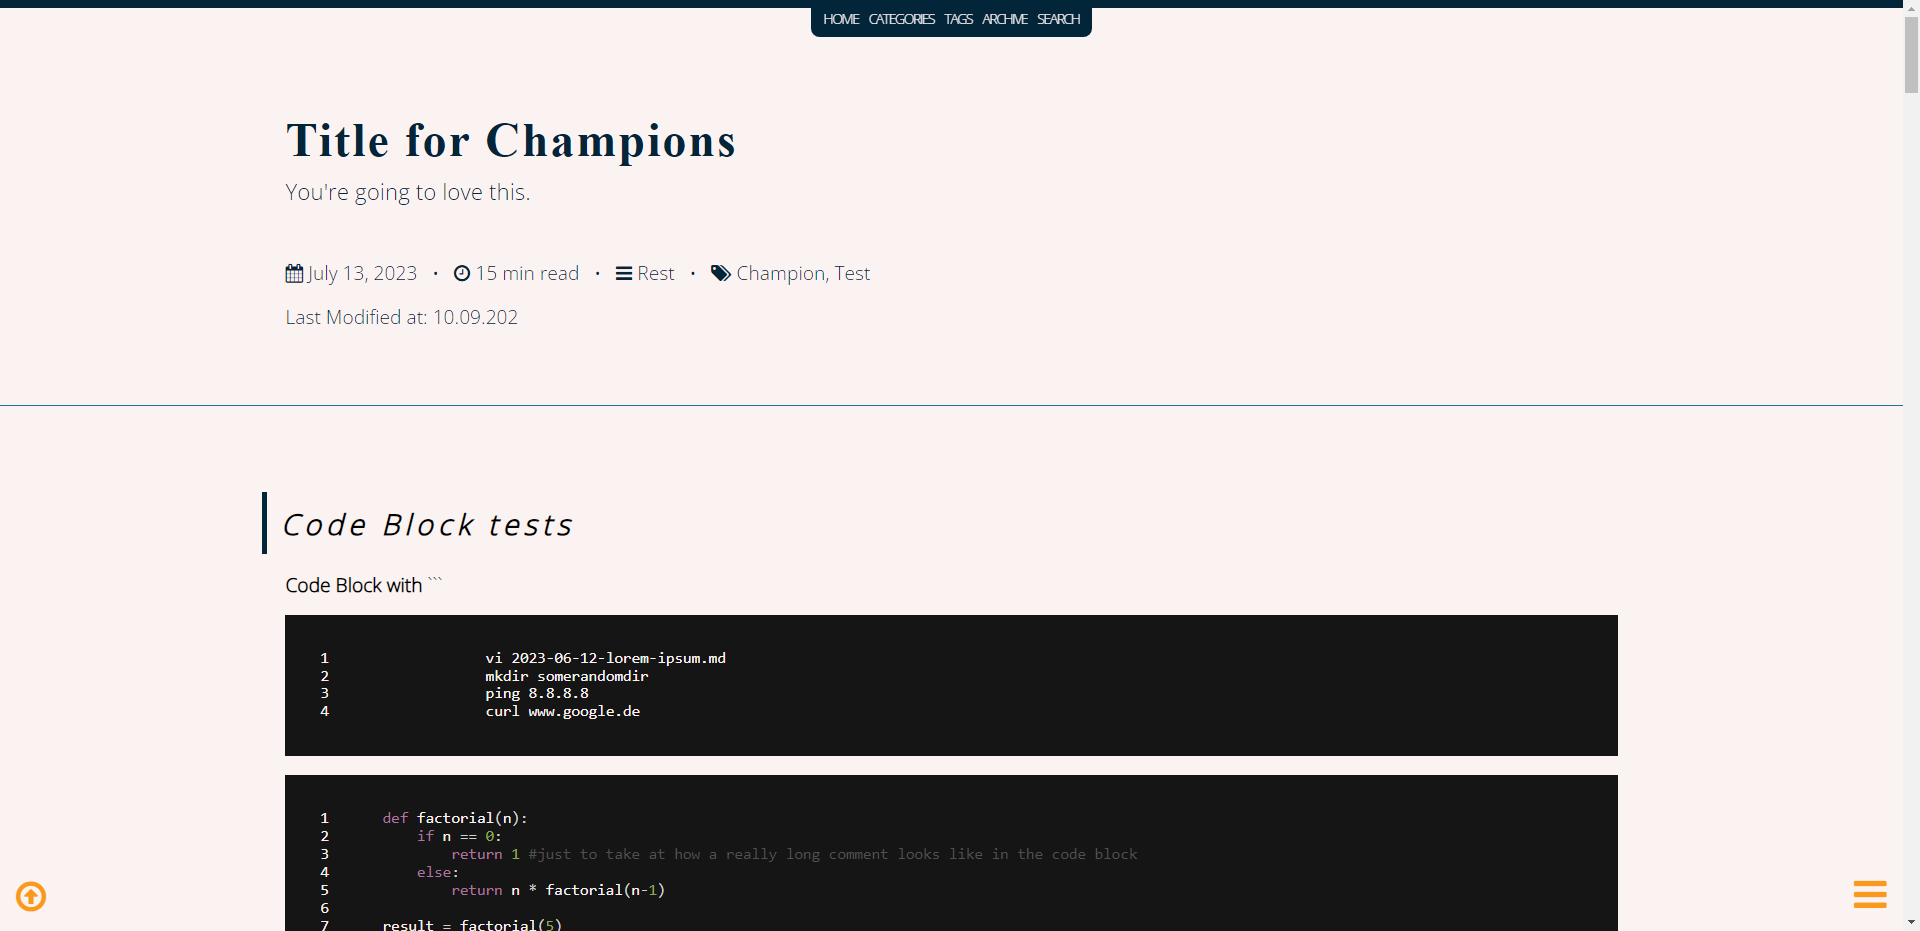 HOME CATEGORIES TAGS ARCHIVE SEARCH
Title for Champions
You're going to love this.
July 13, 2023 • 15 min read • Rest • Champion, Test
Last Modified at: 10.09.202
Code Block tests
Code Block with ```
1 vi 2023-06-12-lorem-ipsum.md
2 mkdir somerandomdir
3 ping 8.8.8.8
4 curl www.google.de
1 def factorial(n):
2 if n == 0:
3 return 1 #just to take at how a really long comment looks like in the code block
4 else:
5 return n * factorial(n-1)
6
7 result = factorial(5)